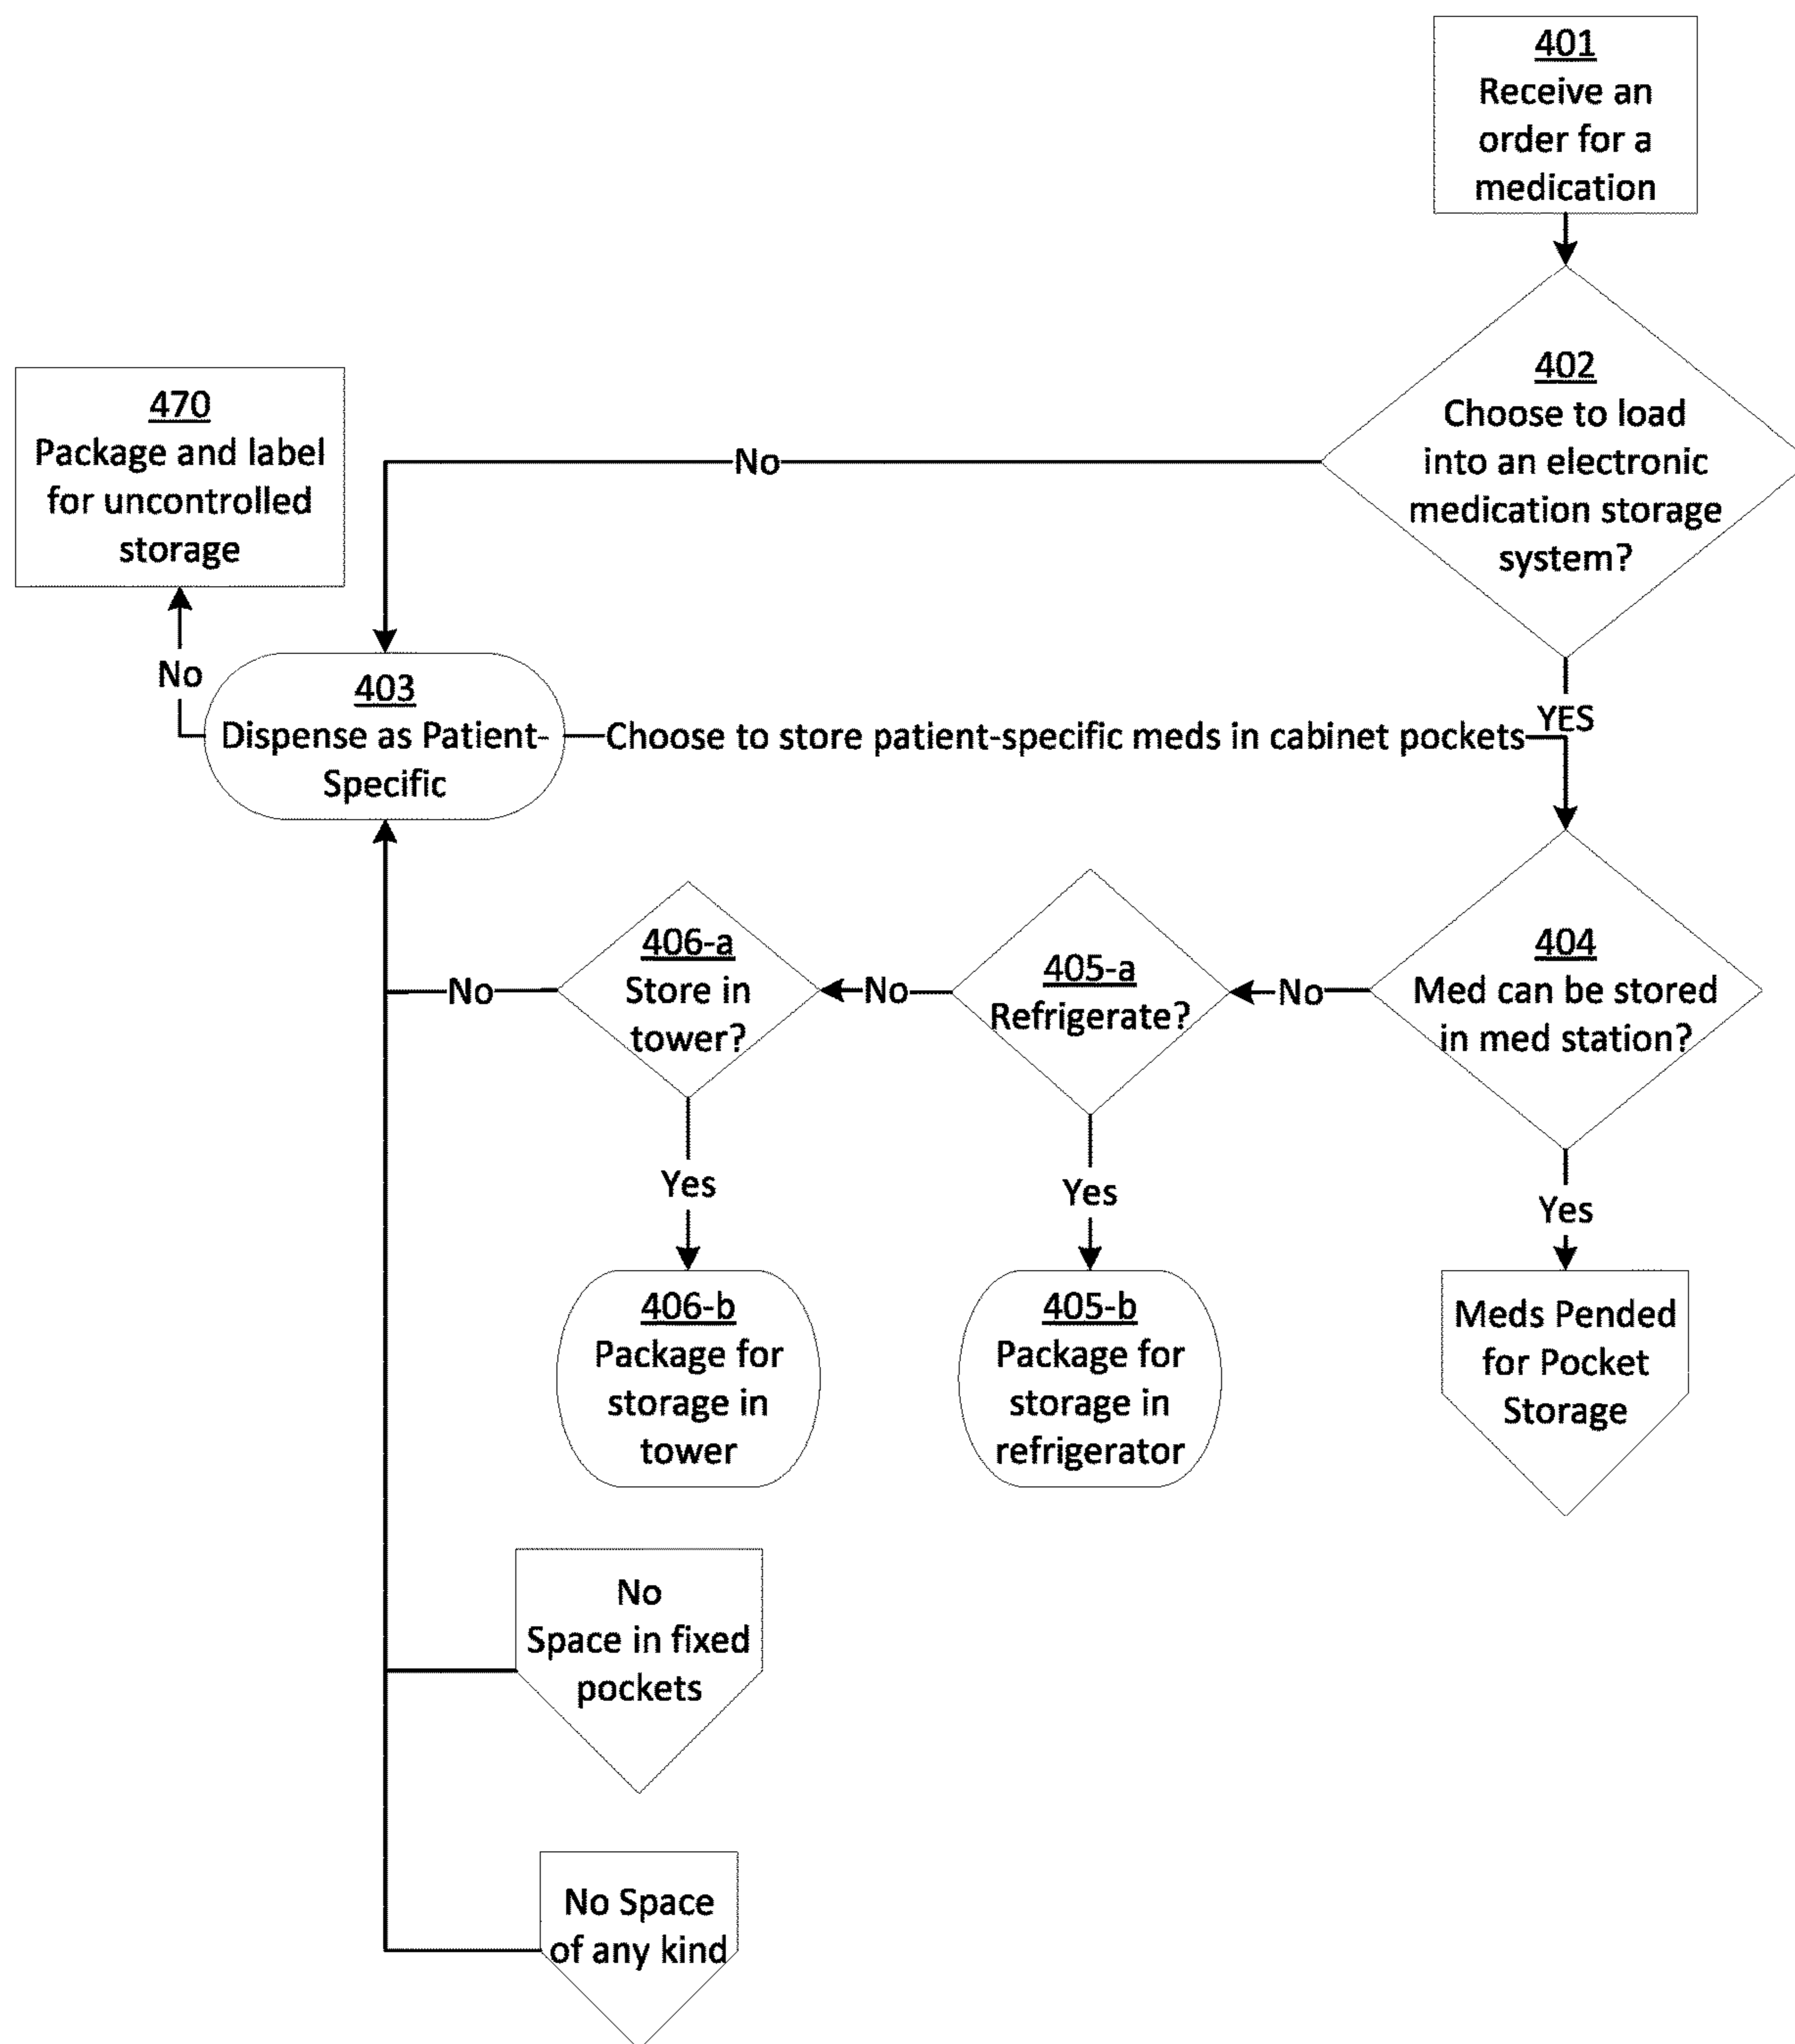 401
Receive an
order for a
medication
402
Choose to load
into an electronic
medication storage
system?
No
470
Package and label
for uncontrolled
storage
No
403
Dispense as Patient-
Specific
Choose to store patient-specific meds in cabinet pockets
YES
404
Med can be stored
in med station?
No
405-a
Refrigerate?
No
406-a
Store in
tower?
No
Yes
Yes
Yes
406-b
Package for
storage in
tower
405-b
Package for
storage in
refrigerator
Meds Pended
for Pocket
Storage
No
Space in fixed
pockets
No Space
of any kind